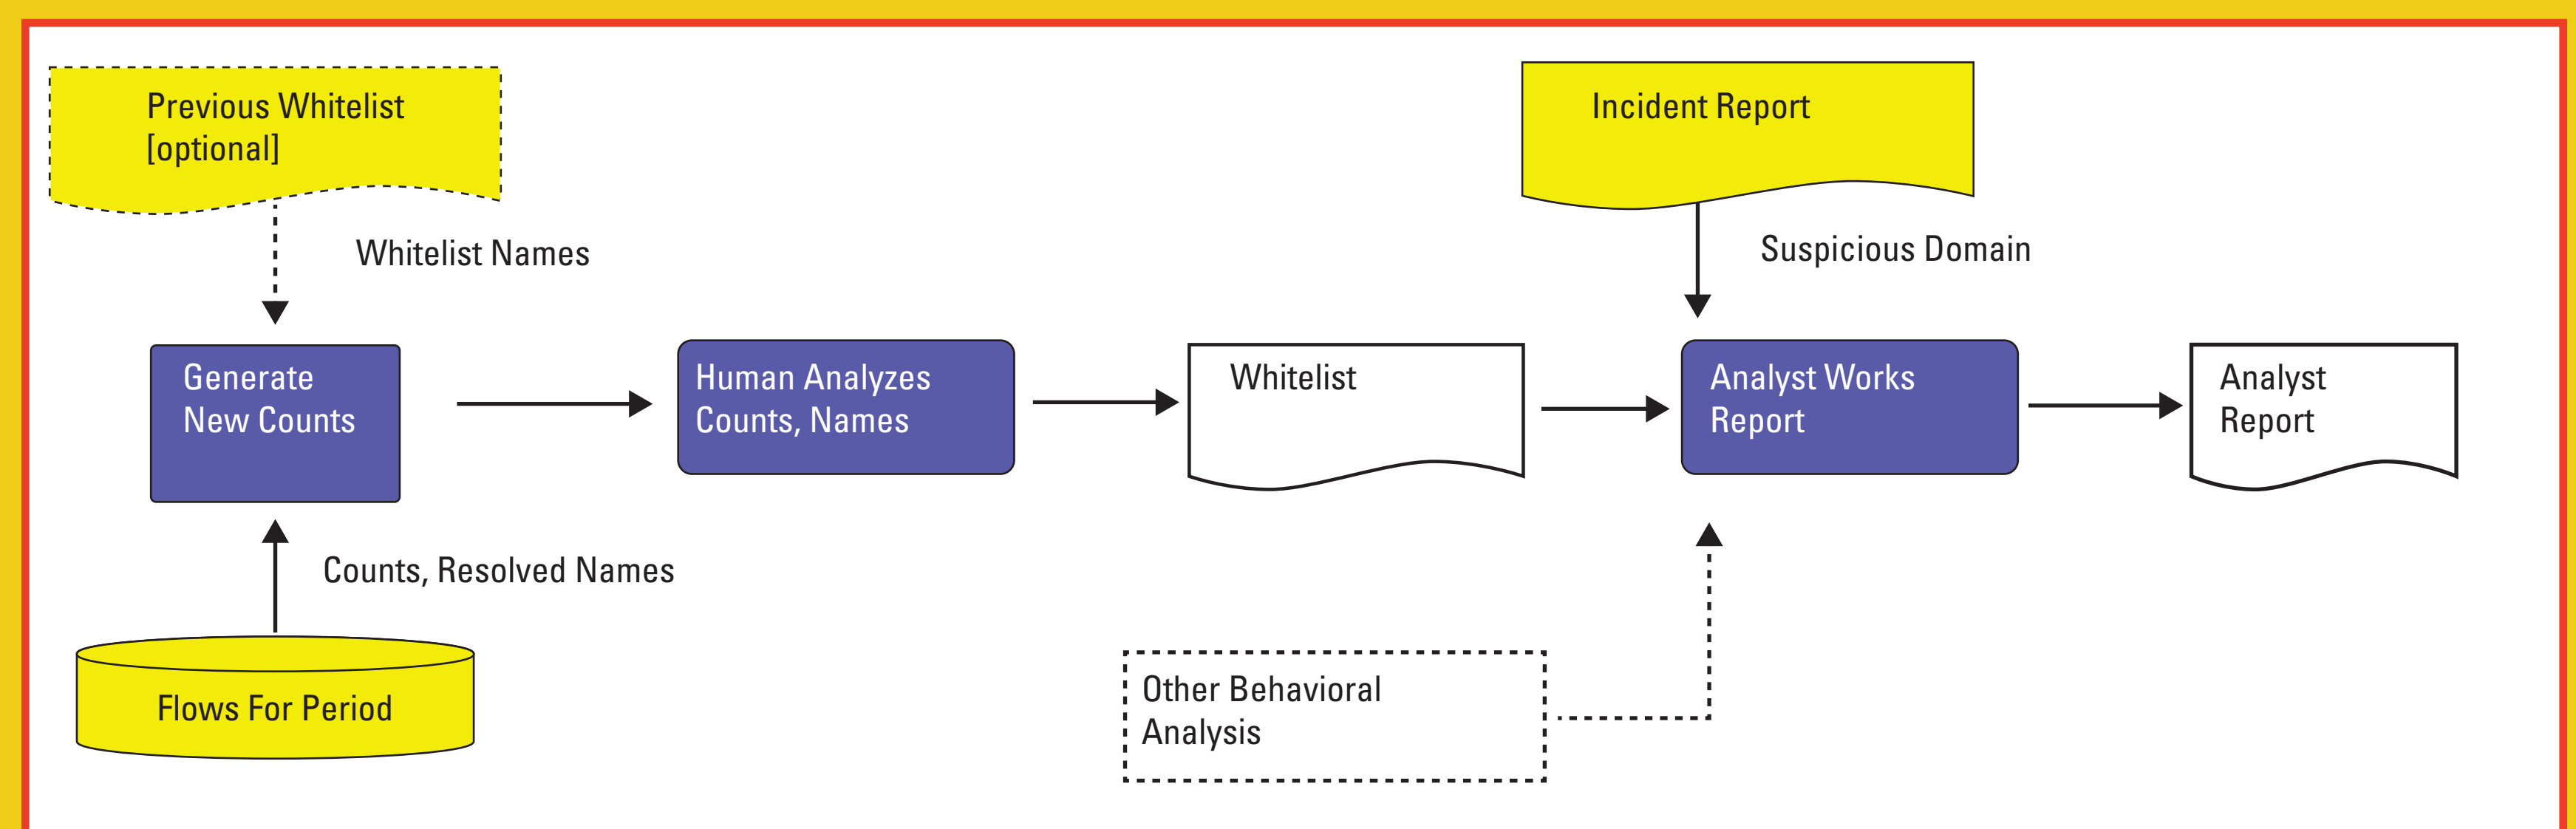 Previous Whitelist
[optional]
Incident Report
Whitelist Names
Suspicious Domain
Generate
New Counts
Human Analyzes
Counts, Names
Whitelist
Analyst Works
Report
Analyst
Report
Counts, Resolved Names
Flows For Period
Other Behavioral
Analysis